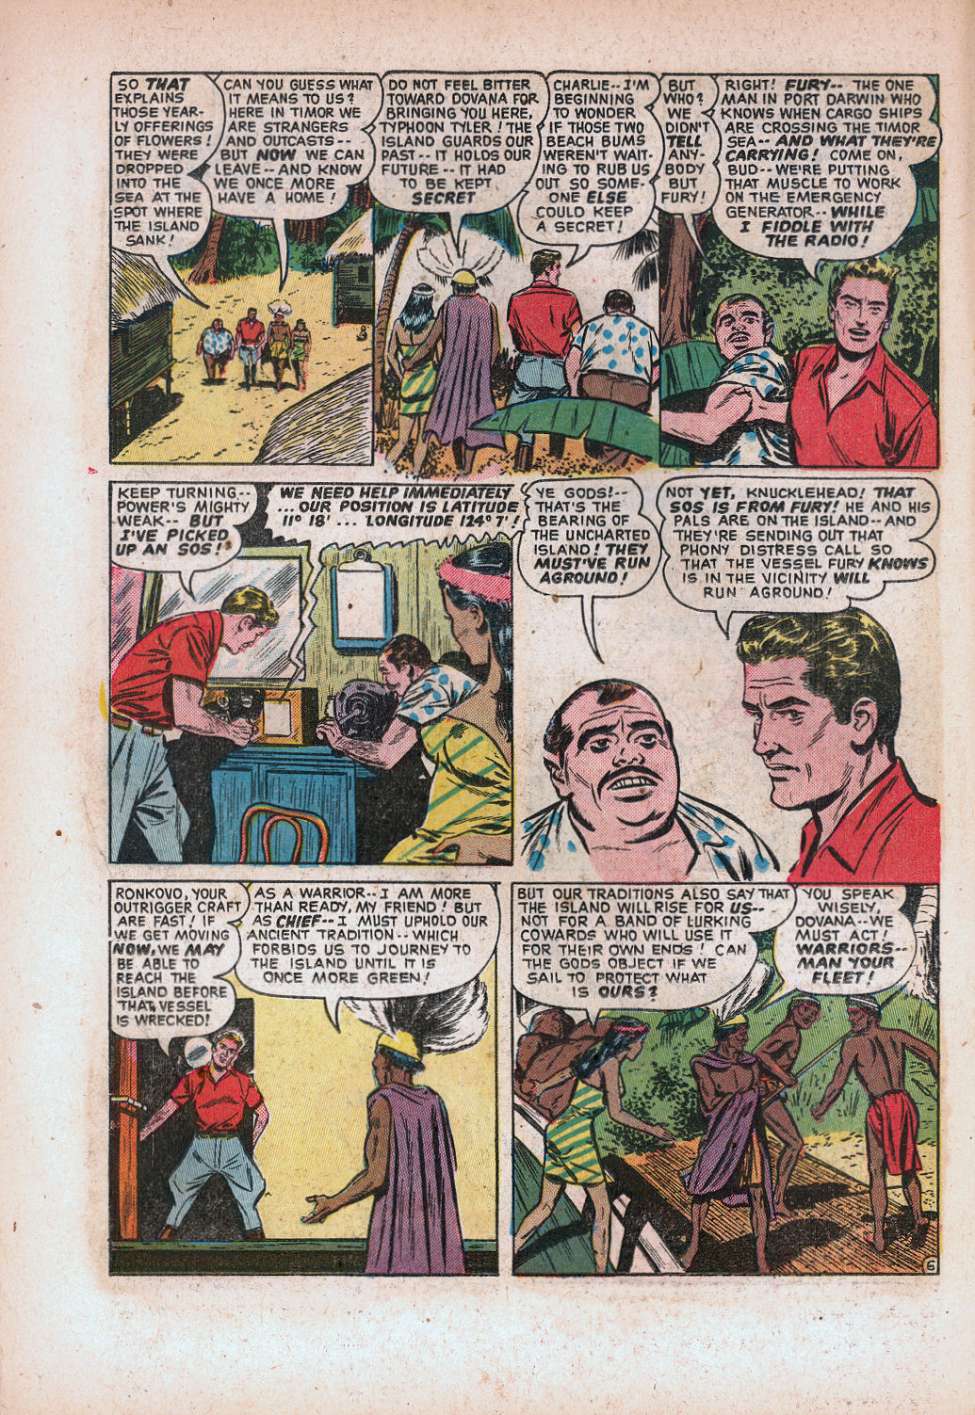 SO THAT
EXPLAINS
THOSE YEAR-
LY OFFERINGS
OF FLOWERS!
THEY WERE
DROPPED
INTO THE
SEA AT THE
SPOT WHERE
THE ISLAND
SANK!
CAN YOU GUESS WHAT
IT MEANS TO US?
HERE IN TIMOR WE
ARE STRANGERS
AND OUTCASTS--
BUT NOW WE CAN
LEAVE--AND KNOW
WE ONCE MORE
HAVE A HOME!
DO NOT FEEL BITTER
TOWARD DOVANA FOR
BRINGING YOU HERE,
TYPHOON TYLER! THE
ISLAND GUARDS OUR
PAST-- IT HOLDS OUR
FUTURE-- IT HAD
TO BE KEPT
SECRET
CHARLIE-- I'M
BEGINNING
TO WONDER
IF THOSE TWO
BEACH BUMS
WEREN'T WAIT-
ING TO RUB US
OUT SO SOME-
ONE ELSE
COULD KEEP
A SECRET!
BUT
WHO?
WE
DIDN'T
TELL
ANY-
BODY
BUT
FURY!
RIGHT! FURY-- THE ONE
MAN IN PORT DARWIN WHO
KNOWS WHEN CARGO SHIPS
ARE CROSSING THE TIMOR
SEA-- AND WHAT THEY'RE
CARRYING! COME ON,
BUD-- WE'RE PUTTING
THAT MUSCLE TO WORK
ON THE EMERGENCY
GENERATOR-- WHILE
I FIDDLE WITH
THE RADIO!
KEEP TURNING--
POWER'S MIGHTY
WEAK-- BUT
I'VE PICKED
UP AN SOS!
WE NEED HELP IMMEDIATELY
...OUR POSITION IS LATITUDE
11° 18'... LONGITUDE 124° 7'!
YE GODS!--
THAT'S THE
BEARING OF
THE UNCHARTED
ISLAND! THEY
MUST'VE RUN
AGROUND!
NOT YET, KNUCKLEHEAD! THAT
SOS IS FROM FURY! HE AND HIS
PALS ARE ON THE ISLAND--AND
THEY'RE SENDING OUT THAT
PHONY DISTRESS CALL SO
THAT THE VESSEL FURY KNOWS
IS IN THE VICINITY WILL
RUN AGROUND!
RONKOVO, YOUR
OUTRIGGER CRAFT
ARE FAST! IF
WE GET MOVING
NOW, WE MAY
BE ABLE TO
REACH THE
ISLAND BEFORE
THAT VESSEL
IS WRECKED!
AS A WARRIOR-- I AM MORE
THAN READY, MY FRIEND! BUT
AS CHIEF-- I MUST UPHOLD OUR
ANCIENT TRADITION-- WHICH
FORBIDS US TO JOURNEY TO
THE ISLAND UNTIL IT IS
ONCE MORE GREEN!
BUT OUR TRADITIONS ALSO SAY THAT
THE ISLAND WILL RISE FOR US--
NOT FOR A BAND OF LURKING
COWARDS WHO WILL USE IT
FOR THEIR OWN ENDS! CAN
THE GODS OBJECT IF WE
SAIL TO PROTECT WHAT
IS OURS?
YOU SPEAK
WISELY,
DOVANA--WE
MUST ACT!
WARRIORS--
MAN YOUR
FLEET!
6